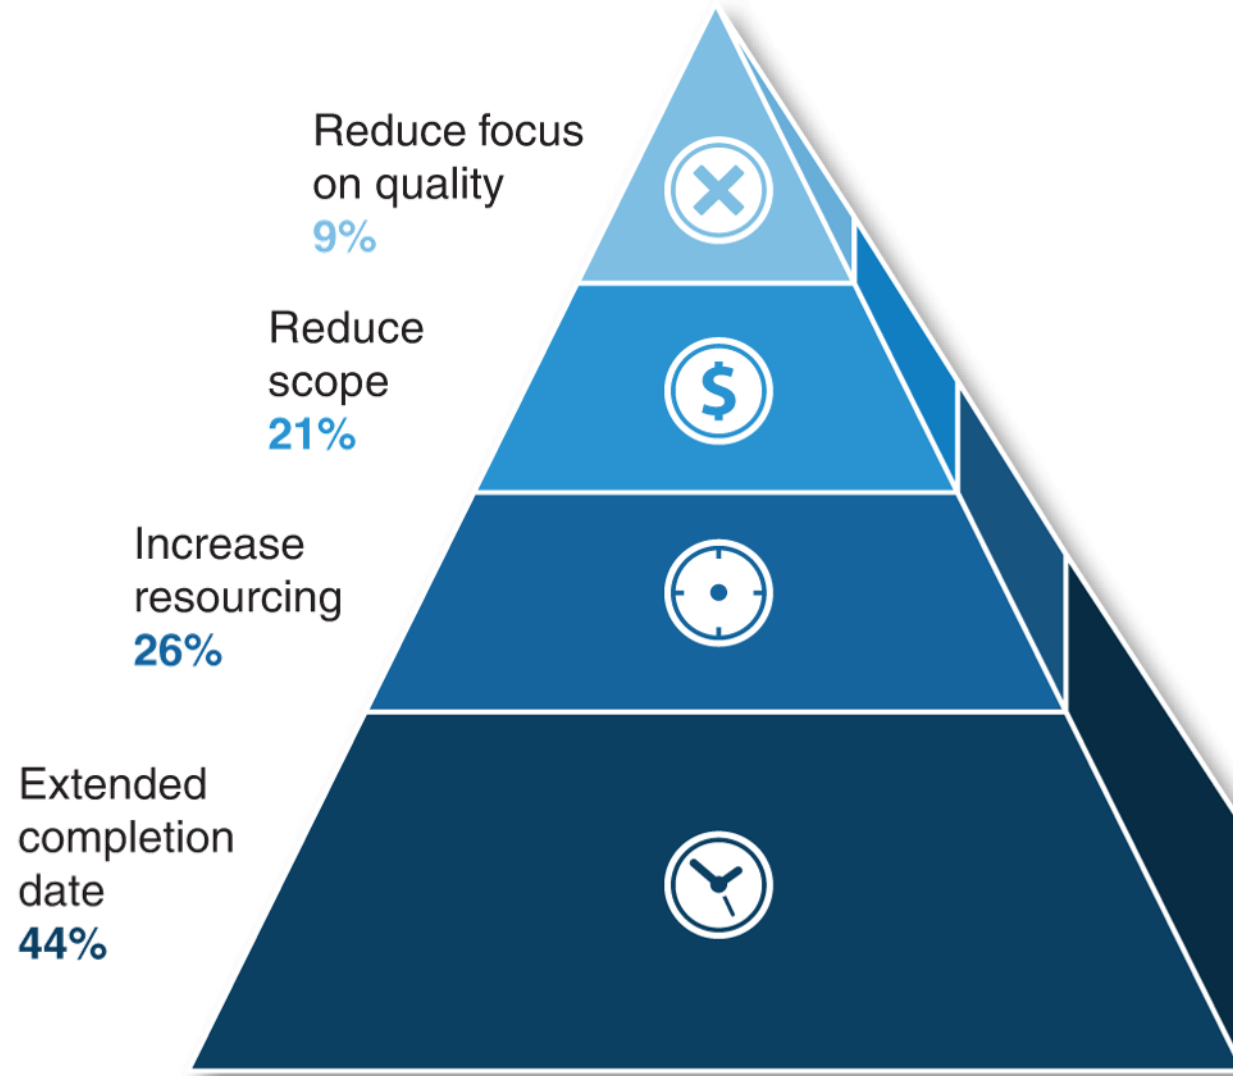 Reduce focus
on quality
9%
Reduce
scope
21%
$
Increase
resourcing
26%
Extended
completion
date
44%